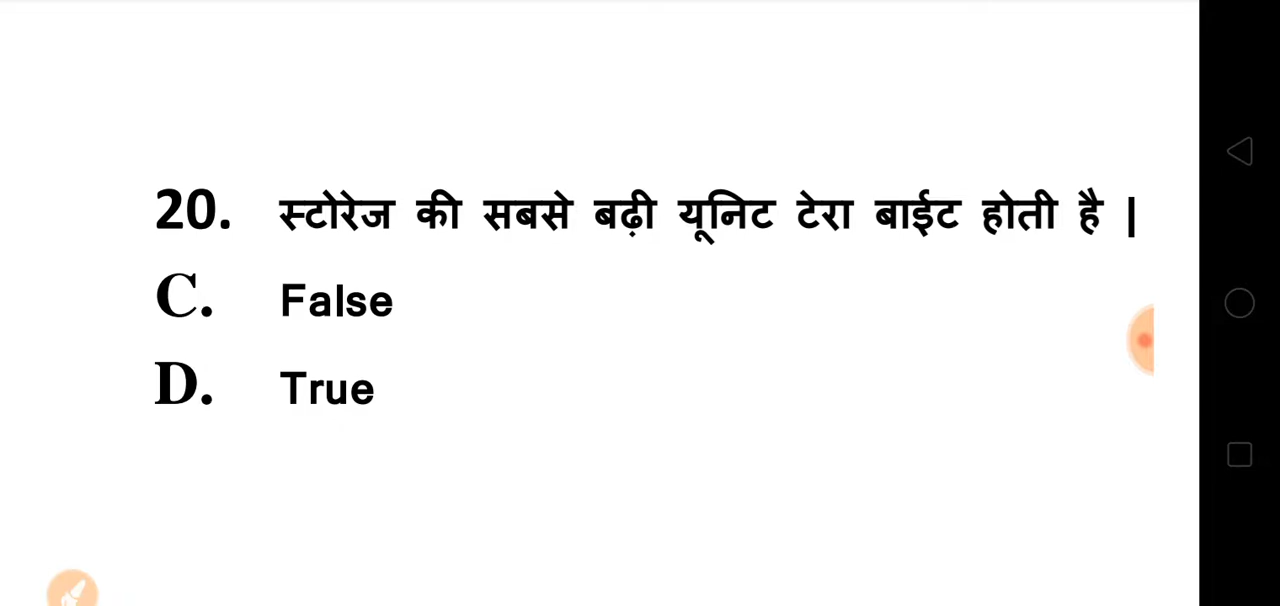 20. स्टोरेज की सबसे बढ़ी यूनिट टेरा बाईट होती है |
C. False
D. True